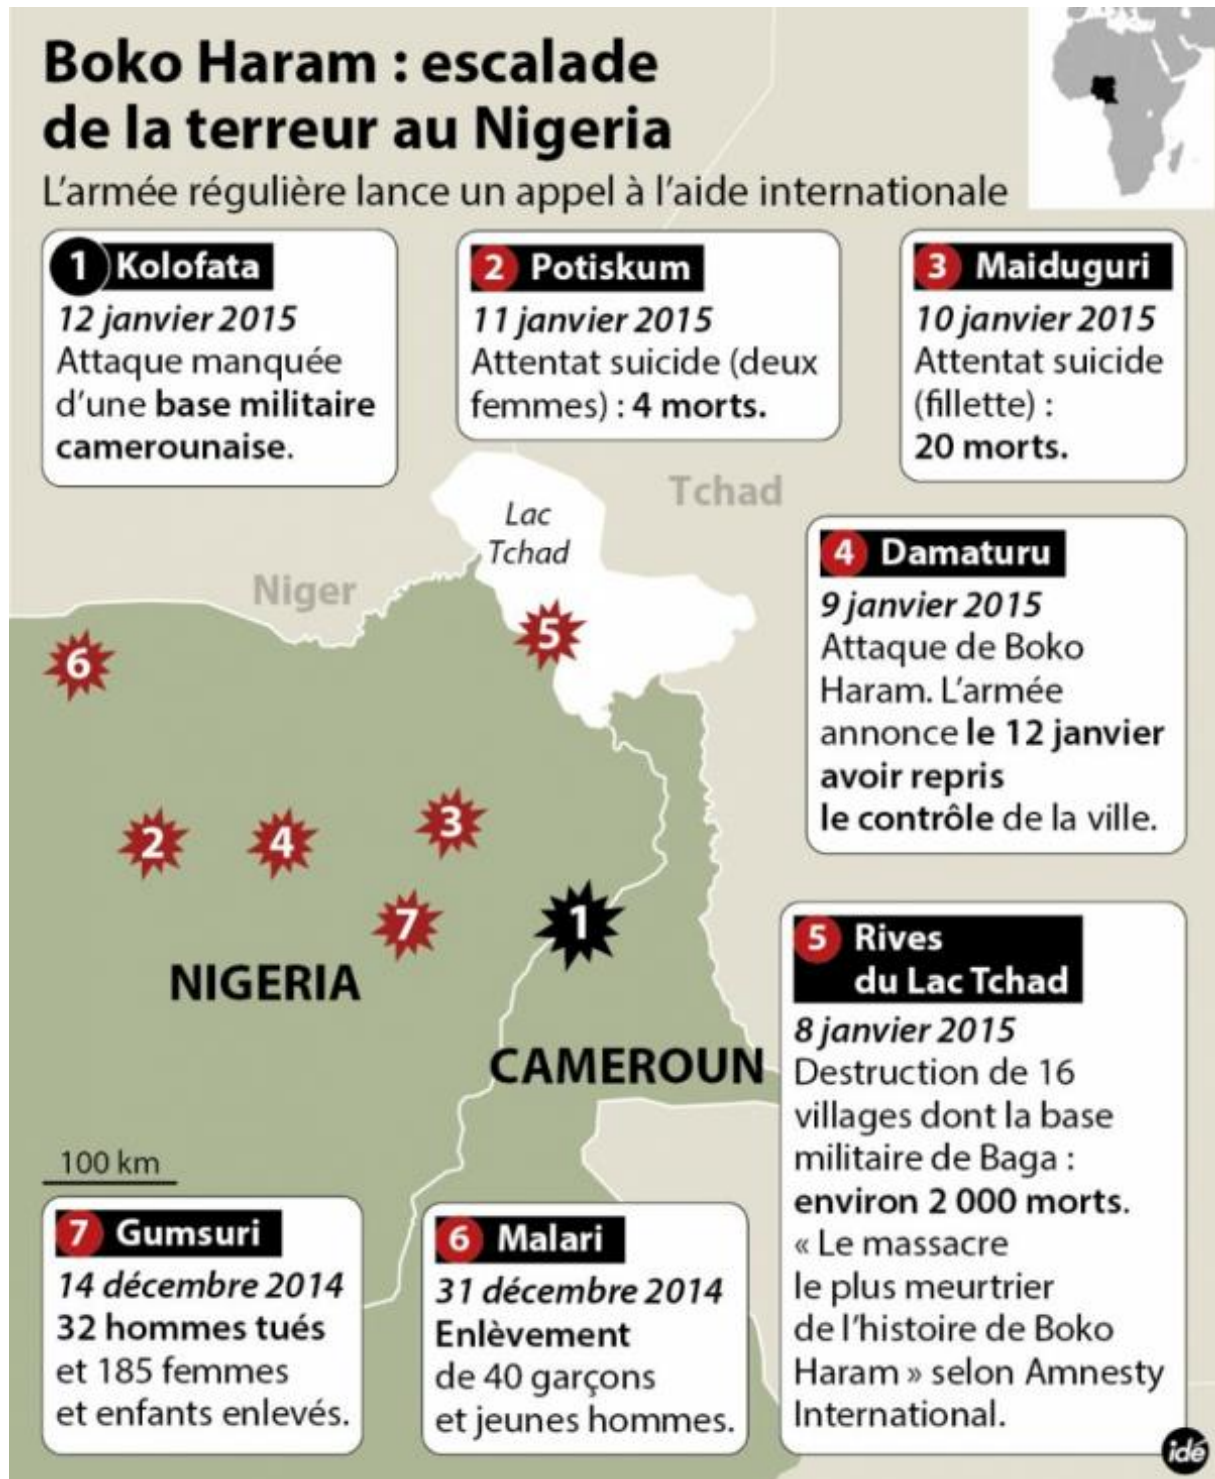 Boko Haram : escalade
de la terreur au Nigeria
L'armée régulière lance un appel à l'aide internationale
1 Kolofata
12 janvier 2015
Attaque manquée
d'une base militaire
camerounaise.
2 Potiskum
11 janvier 2015
Attentat suicide (deux
femmes) : 4 morts.
3 Maiduguri
10 janvier 2015
Attentat suicide
(fillette) :
20 morts.
Tchad
Lac
Tchad
Niger
4 Damaturu
9 janvier 2015
Attaque de Boko
Haram. L'armée
annonce le 12 janvier
avoir repris
le contrôle de la ville.
5
6
3
2
4
7
1
NIGERIA
CAMEROUN
100 km
5 Rives
du Lac Tchad
8 janvier 2015
Destruction de 16
villages dont la base
militaire de Baga :
environ 2 000 morts.
« Le massacre
le plus meurtrier
de l'histoire de Boko
Haram » selon Amnesty
International.
7 Gumsuri
14 décembre 2014
32 hommes tués
et 185 femmes
et enfants enlevés.
6 Malari
31 décembre 2014
Enlèvement
de 40 garçons
et jeunes hommes.
idé